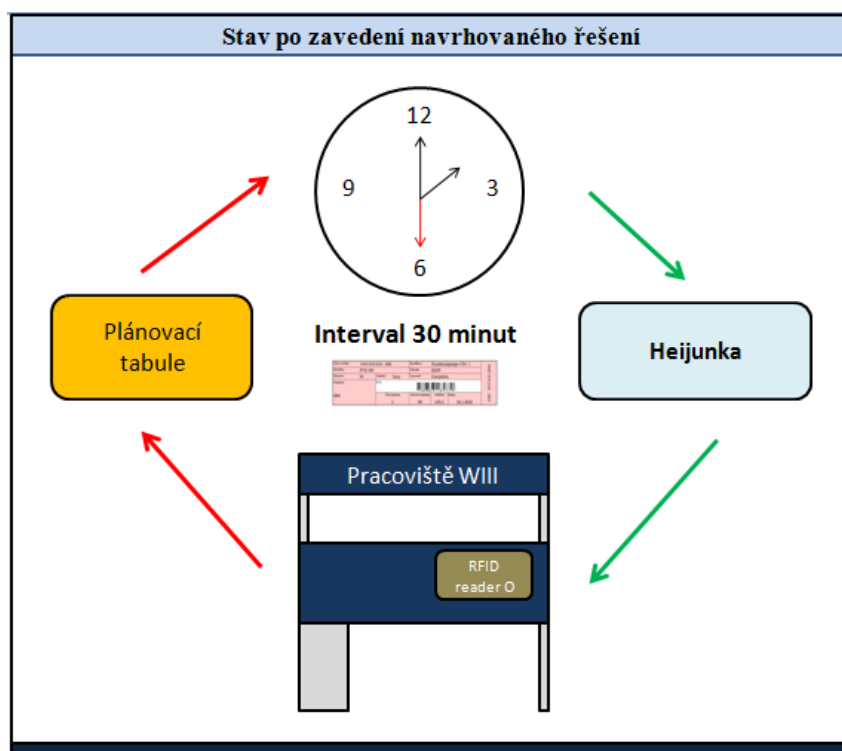 Stav po zavedení navrhovaného řešení
12
9
3
6
Plánovací
tabule
Interval 30 minut
Heijunka
Pracoviště WIII
RFID
reader O